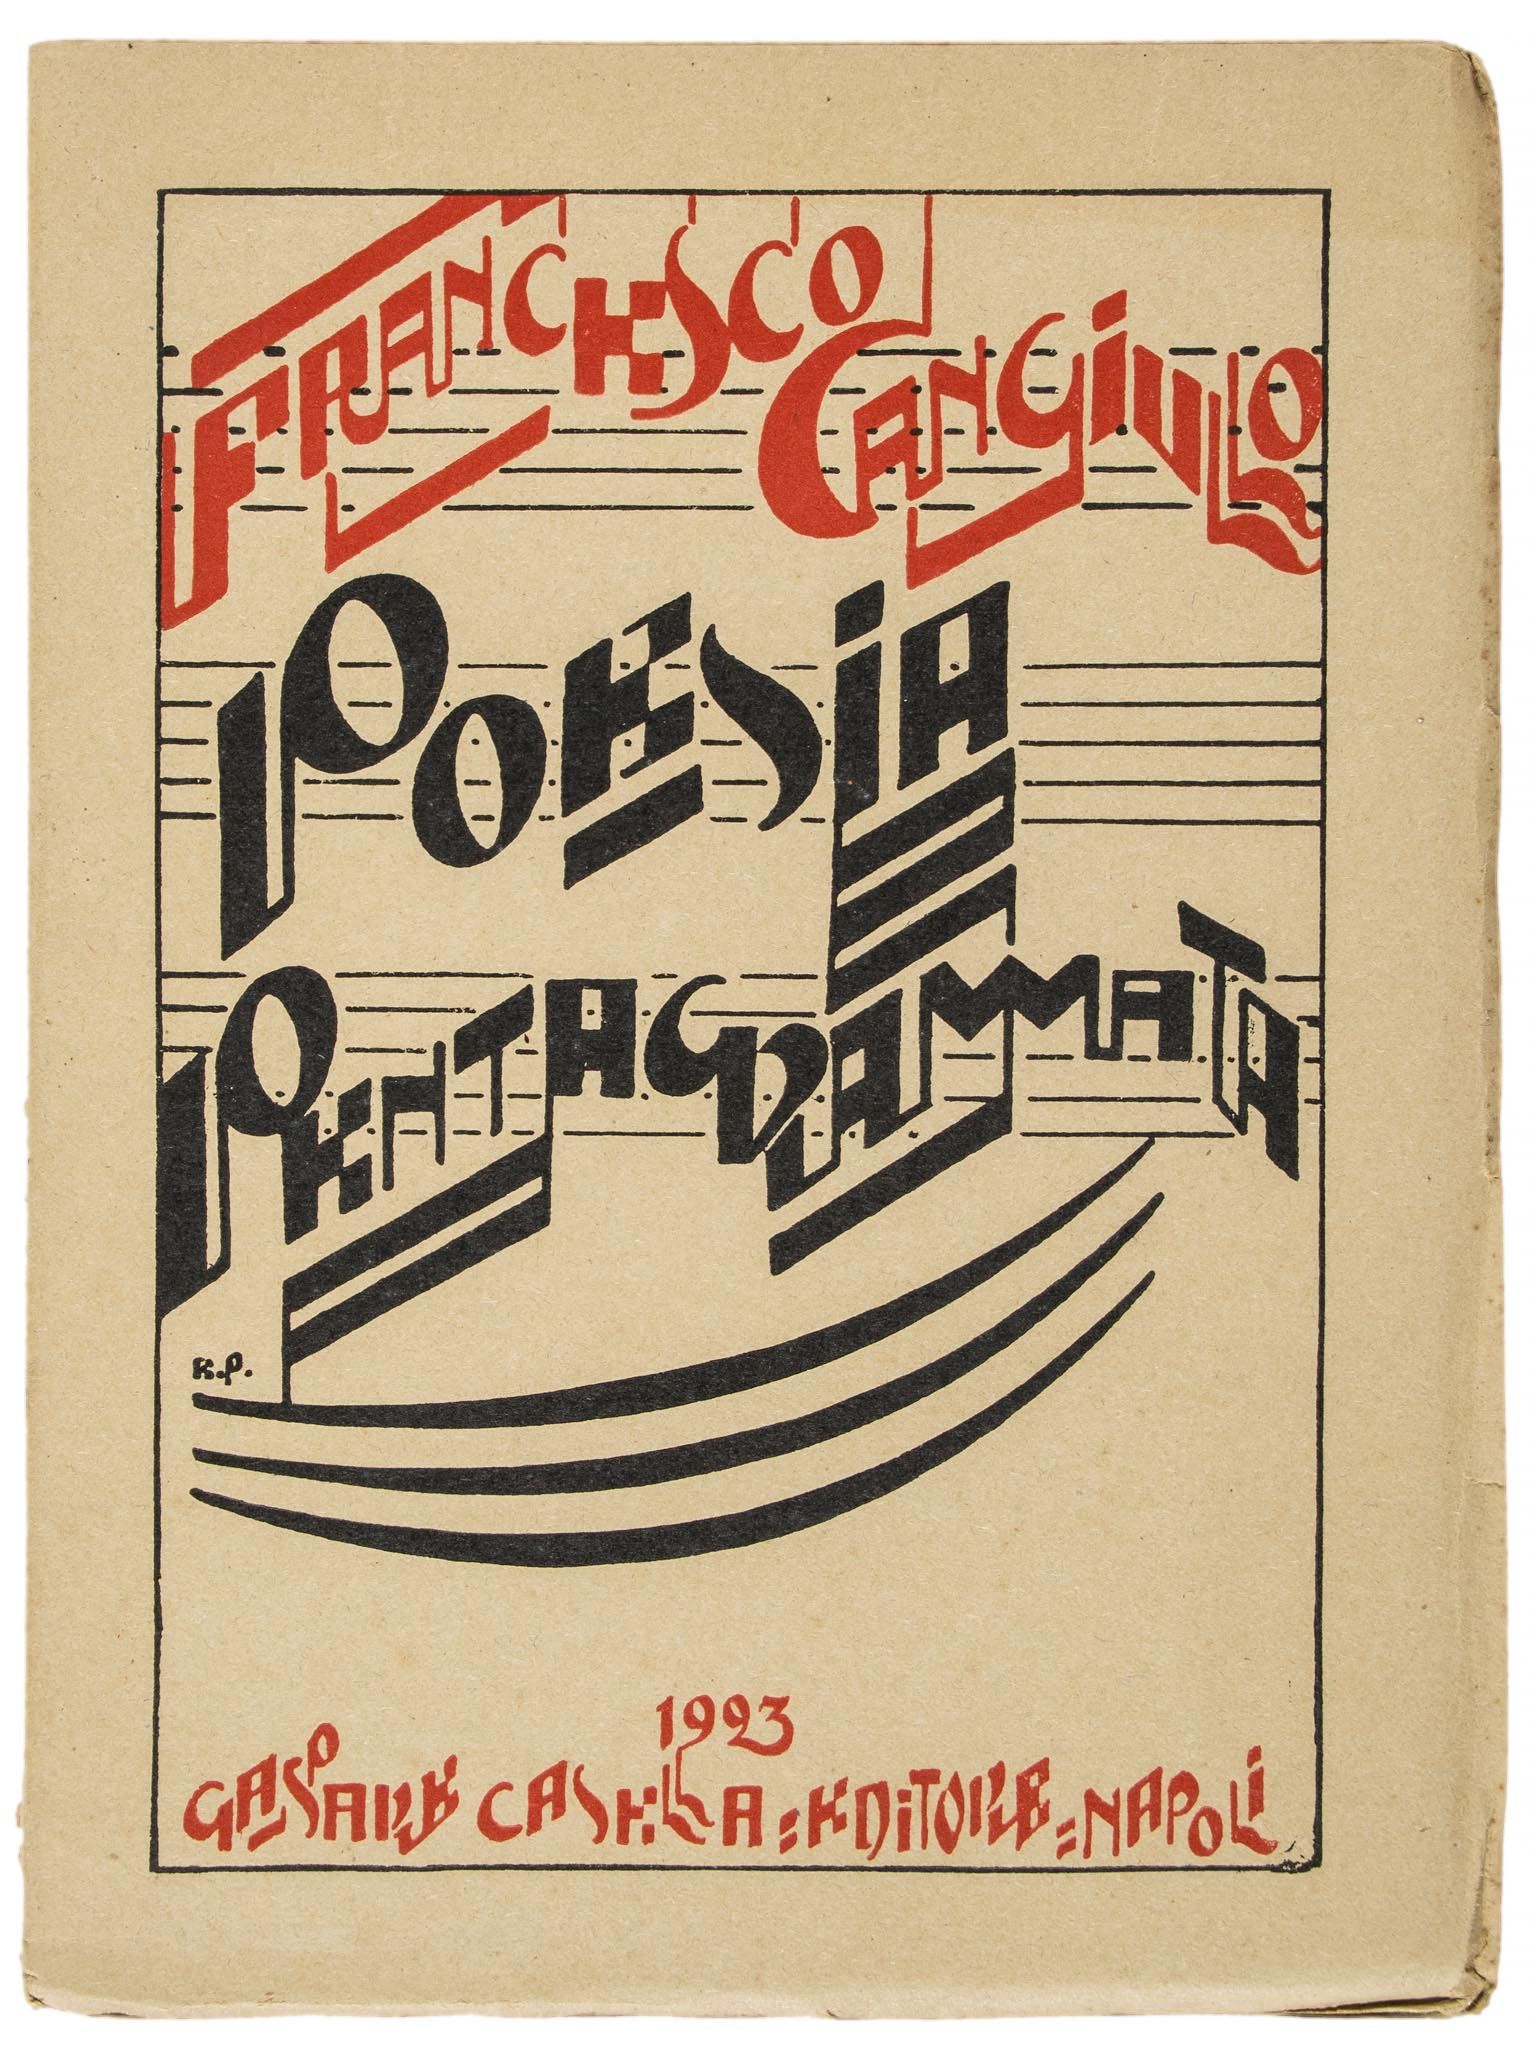 FRANCESCO
CANGIULLO
POESIA
PENTAGRAMMATA
E.P.
1923
GASPARE CASELLA = EDITORE = NAPOLI